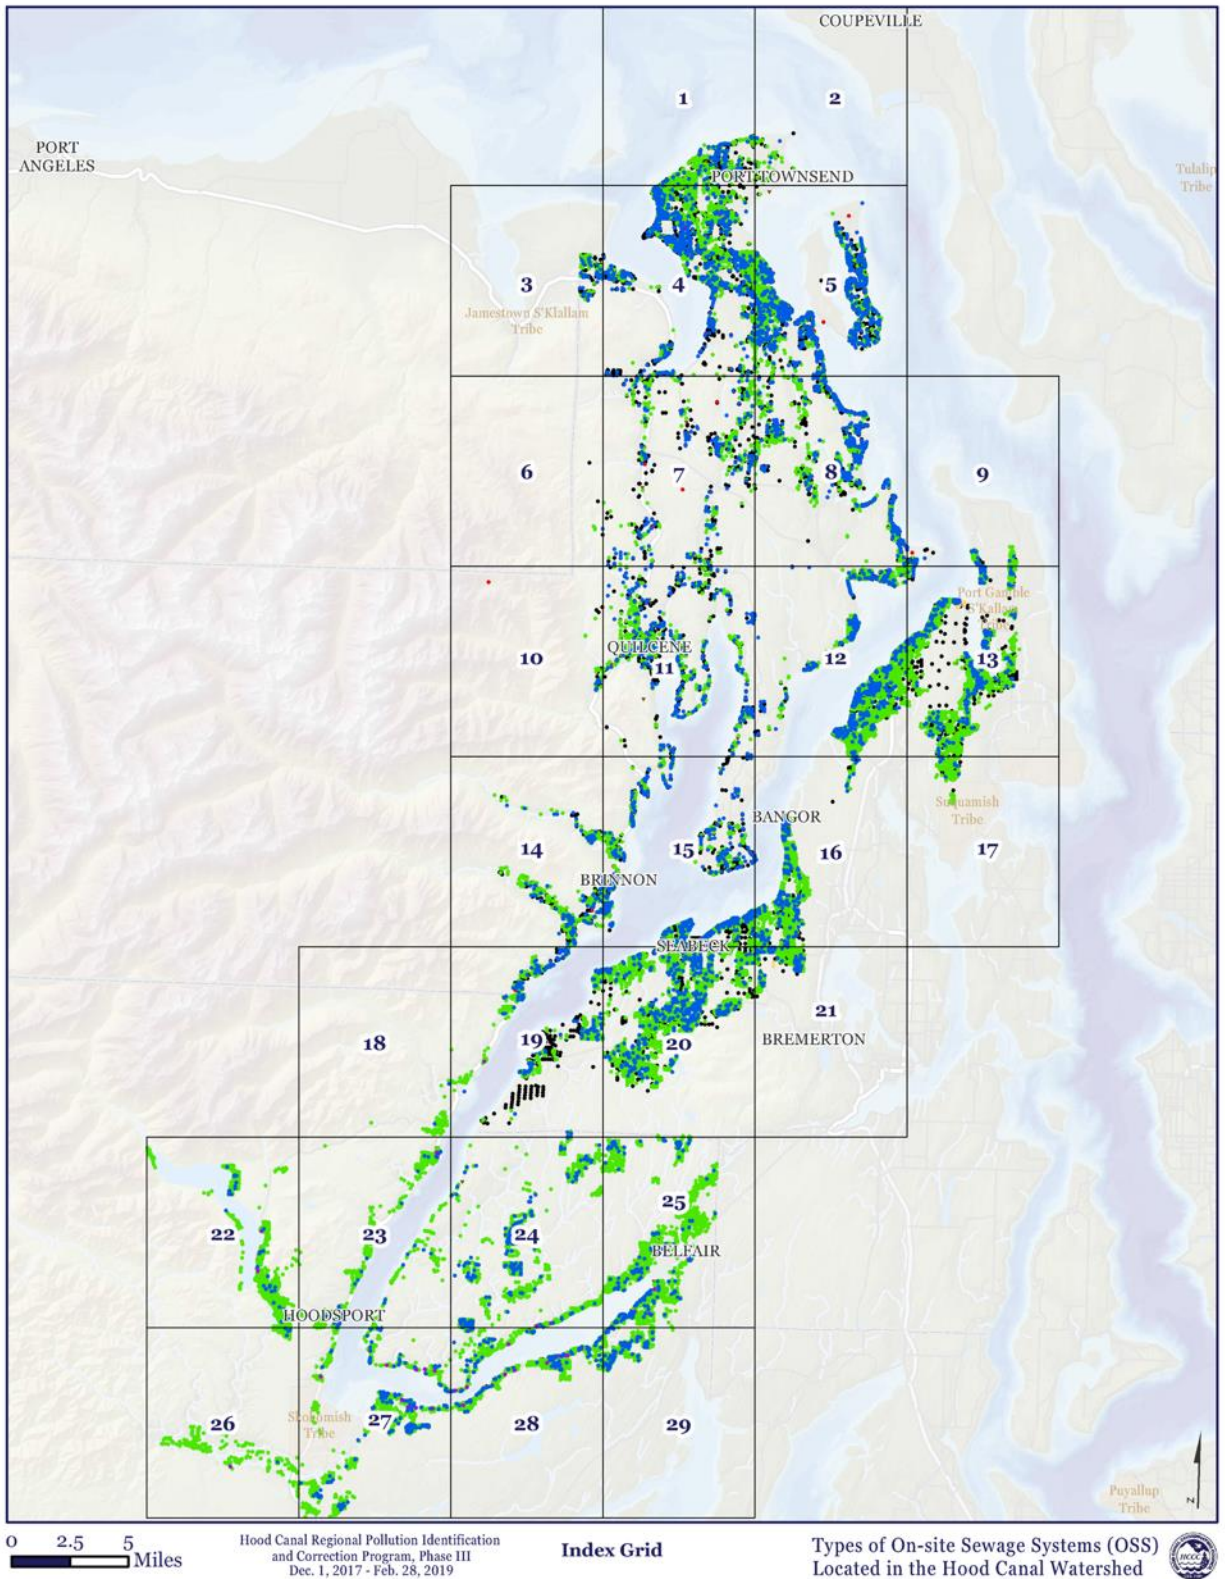 COUPEVILLE
1
2
PORT
ANGELES
Tulalip
Tribe
PORT TOWNSEND
3
4
5
Jamestown S'Klallam
Tribe
6
7
8
9
Port Gamble
S'Kallam
Tribe
QUILCENE
10
11
12
13
Suquamish
Tribe
BANGOR
14
15
16
17
BRINNON
SEABECK
18
19
20
21
BREMERTON
22
23
24
25
BELFAIR
HOODSPORT
26
Skokomish
Tribe
27
28
29
Puyallup
Tribe
N
0 2.5 5
Miles
Hood Canal Regional Pollution Identification
and Correction Program, Phase III
Dec. 1, 2017 - Feb. 28, 2019
Index Grid
Types of On-site Sewage Systems (OSS)
Located in the Hood Canal Watershed
HCCC